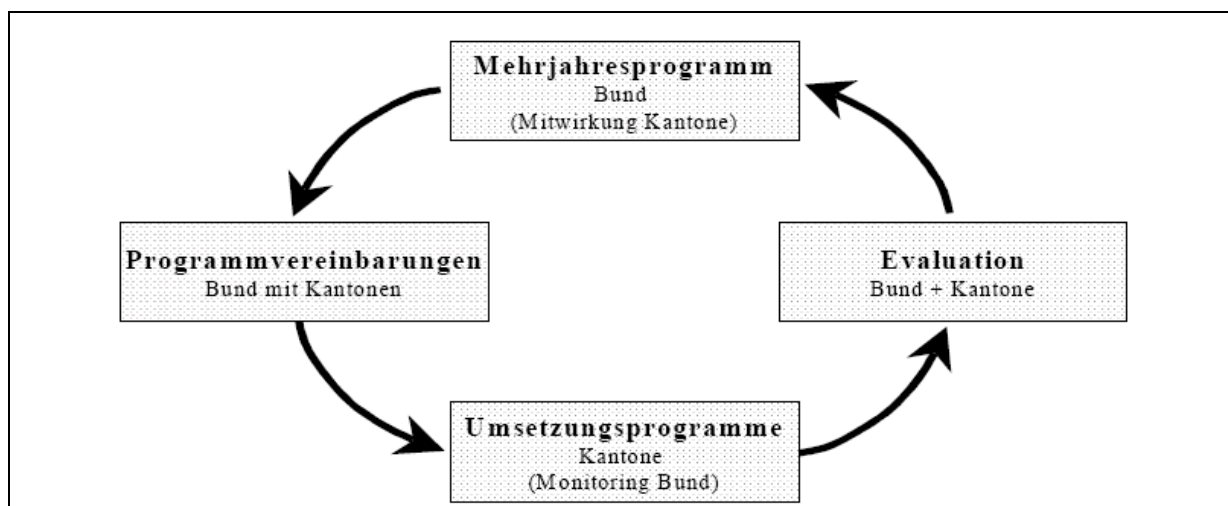 Mehrjahresprogramm
Bund
(Mitwirkung Kantone)
Programmvereinbarungen
Bund mit Kantonen
Evaluation
Bund + Kantone
Umsetzungsprogramme
Kantone
(Monitoring Bund)